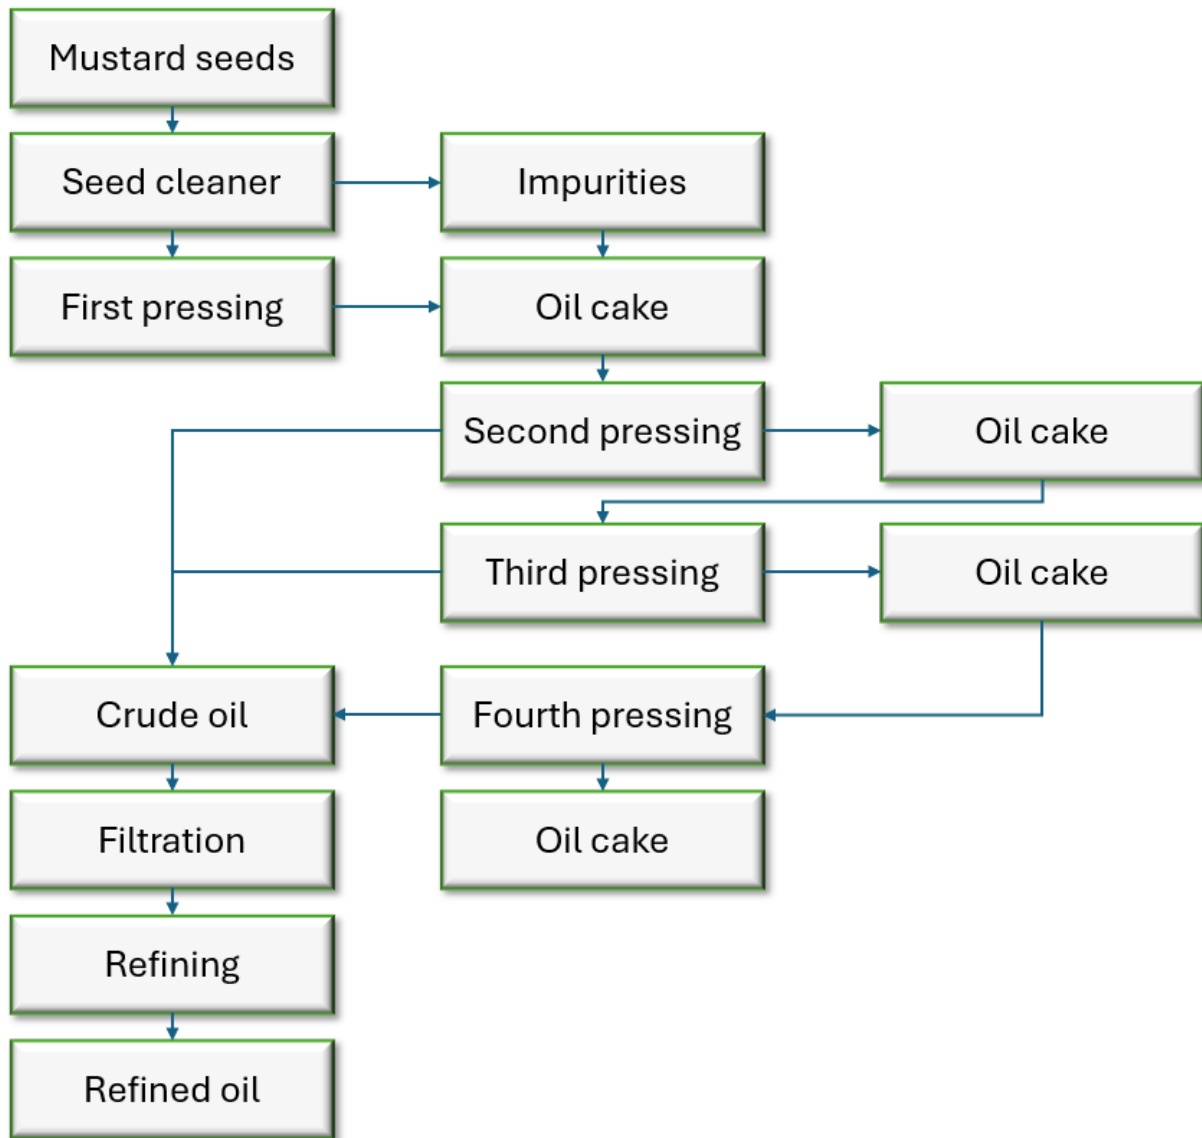 Mustard seeds
Seed cleaner
Impurities
First pressing
Oil cake
Second pressing
Oil cake
Third pressing
Oil cake
Crude oil
Fourth pressing
Filtration
Oil cake
Refining
Refined oil